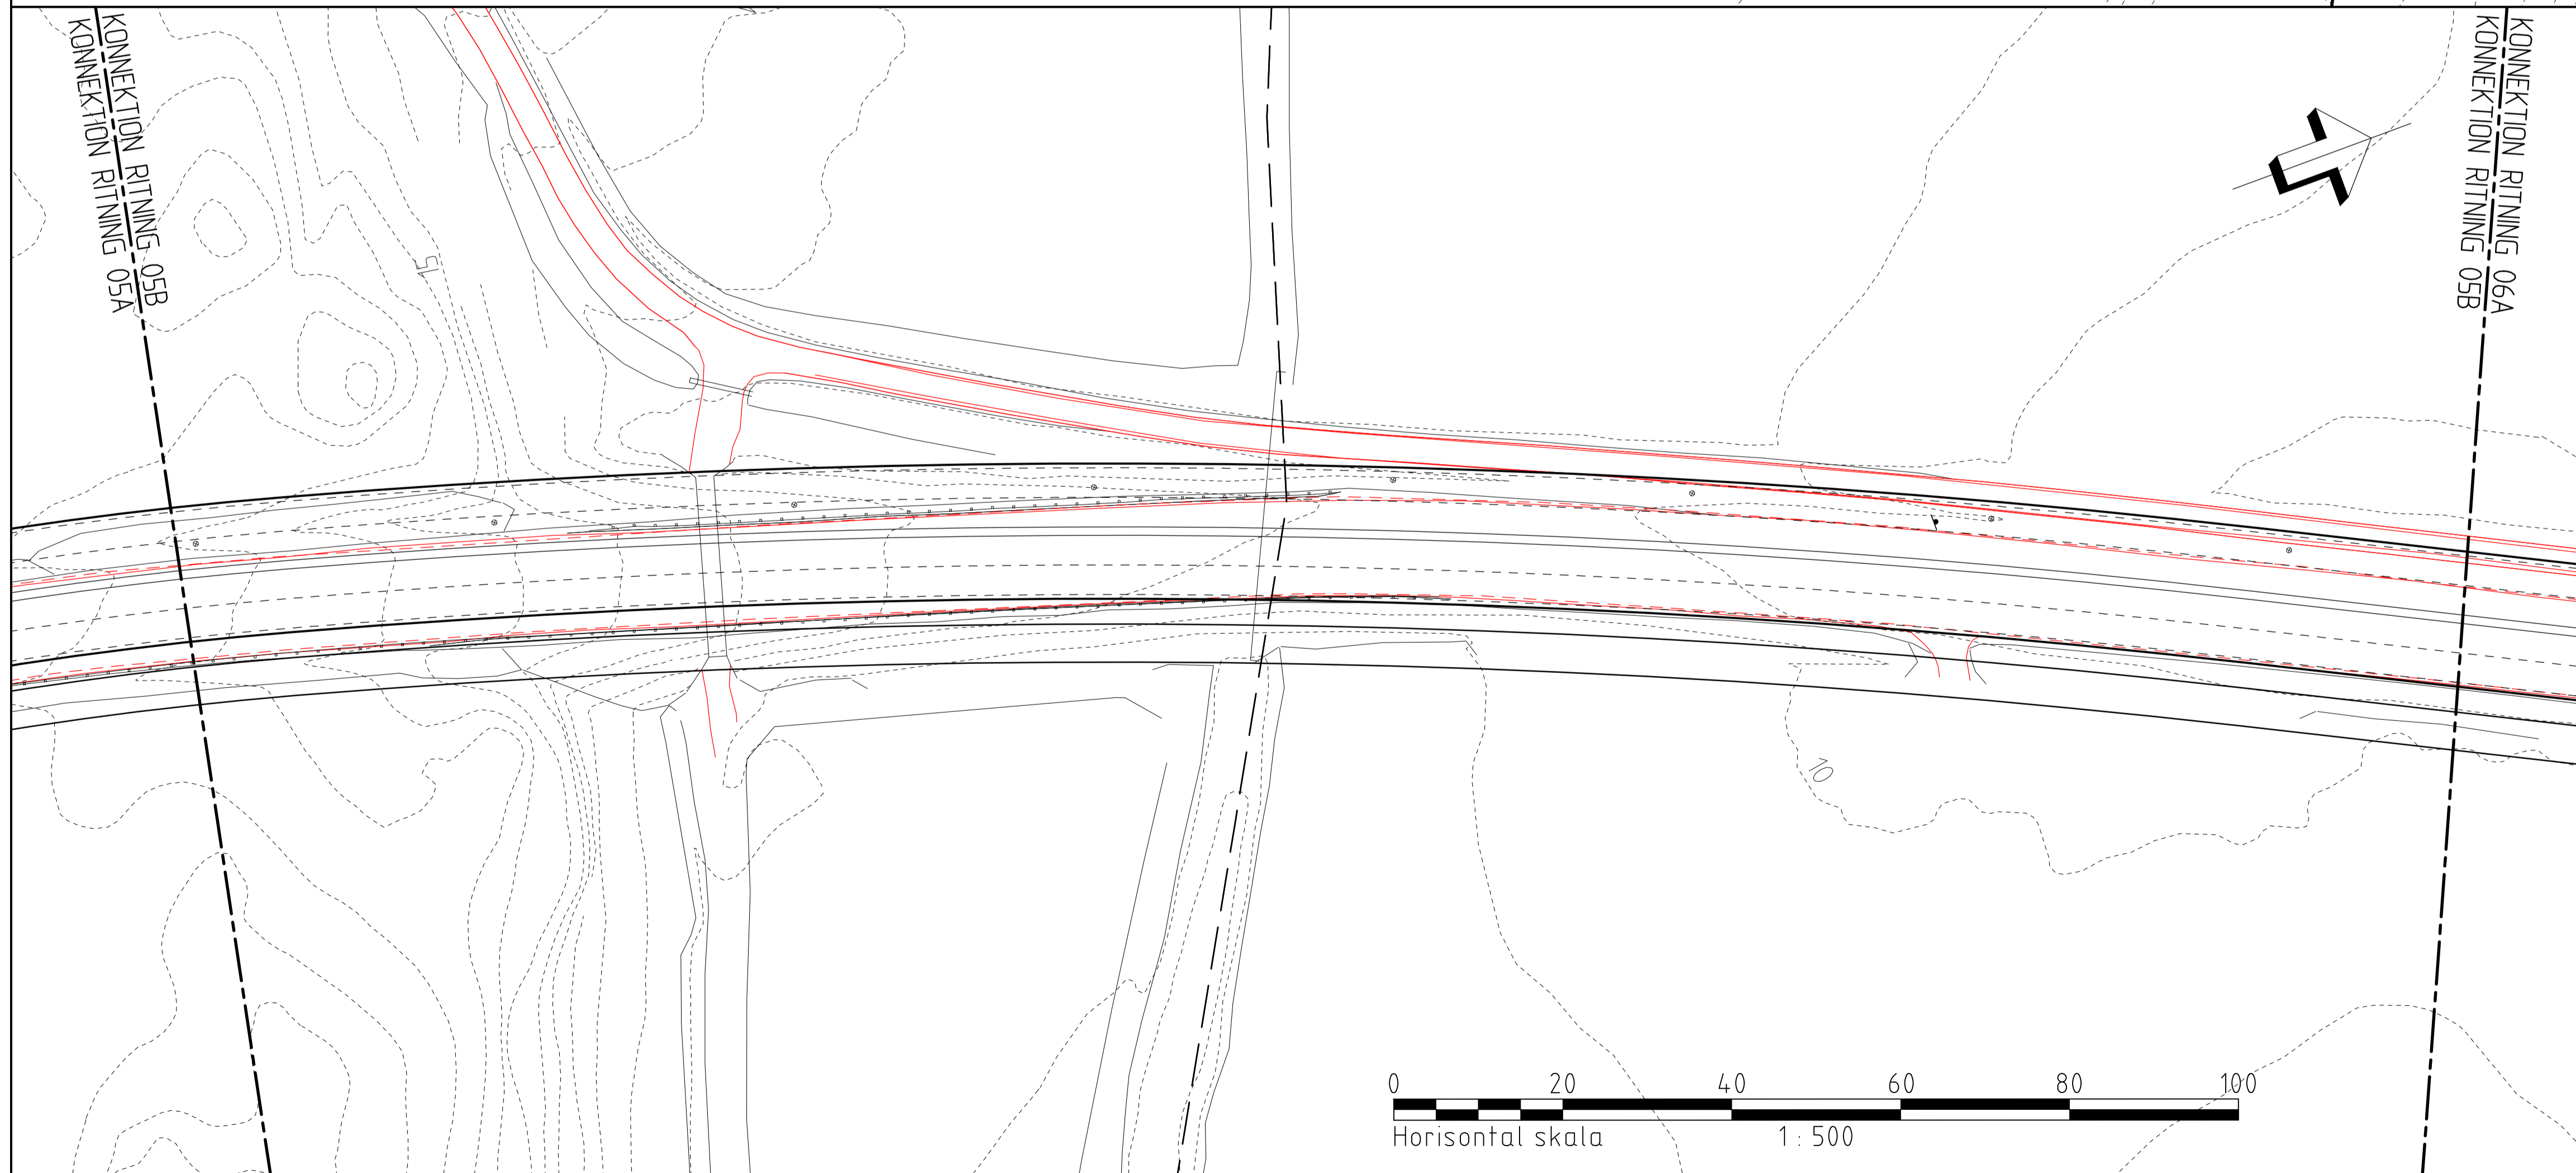 KONNEKTION RITNING 05B
KONNEKTION RITNING 05A
KONNEKTION RITNING 06A
KONNEKTION RITNING 05B
10
0 20 40 60 80 100
Horisontal skala 1 : 500